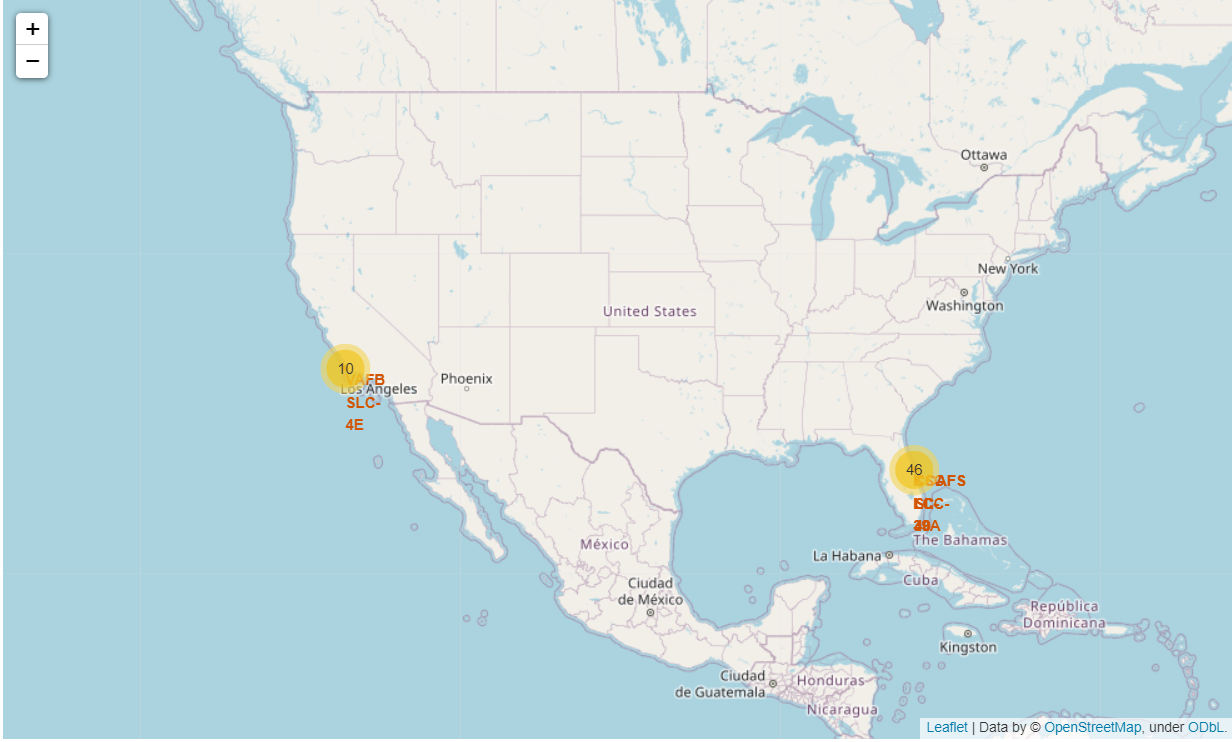 +
−
Ottawa
New York
Washington
United States
10
VAFB
Los Angeles
SLC-
4E
Phoenix
46
The Bahamas
La Habana
México
Cuba
Ciudad
de México
República
Dominicana
Kingston
Ciudad
de Guatemala
Honduras
Nicaragua
Leaflet | Data by © OpenStreetMap, under ODbL.